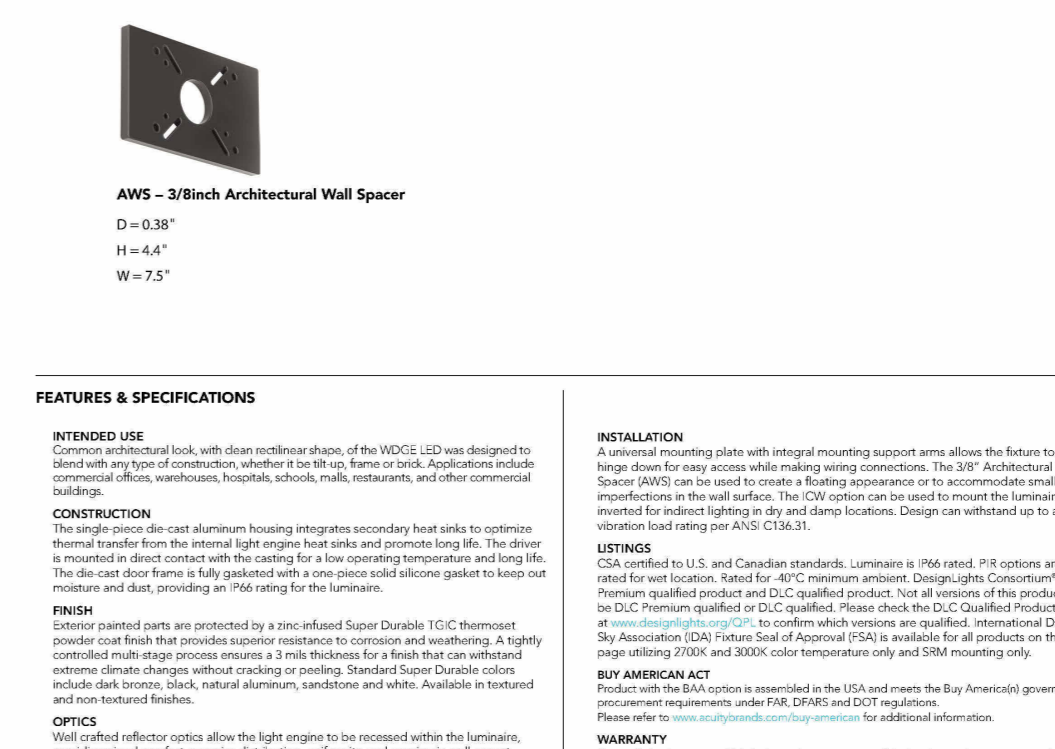 AWS – 3/8inch Architectural Wall Spacer
D = 0.38"
H = 4.4"
W = 7.5"
FEATURES & SPECIFICATIONS
INTENDED USE
Common architectural look, with clean rectilinear shape, of the WDGE LED was designed to
blend with any type of construction, whether it be tilt-up, frame or brick. Applications include
commercial offices, warehouses, hospitals, schools, malls, restaurants, and other commercial
buildings.
CONSTRUCTION
The single-piece die-cast aluminum housing integrates secondary heat sinks to optimize
thermal transfer from the internal light engine heat sinks and promote long life. The driver
is mounted in direct contact with the casting for a low operating temperature and long life.
The die-cast door frame is fully gasketed with a one-piece solid silicone gasket to keep out
moisture and dust, providing an IP66 rating for the luminaire.
FINISH
Exterior painted parts are protected by a zinc-infused Super Durable TGIC thermoset
powder coat finish that provides superior resistance to corrosion and weathering. A tightly
controlled multi-stage process ensures a 3 mils thickness for a finish that can withstand
extreme climate changes without cracking or peeling. Standard Super Durable colors
include dark bronze, black, natural aluminum, sandstone and white. Available in textured
and non-textured finishes.
OPTICS
Well crafted reflector optics allow the light engine to be recessed within the luminaire,
INSTALLATION
A universal mounting plate with integral mounting support arms allows the fixture to
hinge down for easy access while making wiring connections. The 3/8" Architectural
Spacer (AWS) can be used to create a floating appearance or to accommodate small
imperfections in the wall surface. The ICW option can be used to mount the luminair
inverted for indirect lighting in dry and damp locations. Design can withstand up to a
vibration load rating per ANSI C136.31.
LISTINGS
CSA certified to U.S. and Canadian standards. Luminaire is IP66 rated. PIR options ar
rated for wet location. Rated for -40°C minimum ambient. DesignLights Consortium®
Premium qualified product and DLC qualified product. Not all versions of this produc
be DLC Premium qualified or DLC qualified. Please check the DLC Qualified Product
at www.designlights.org/QPL to confirm which versions are qualified. International D
Sky Association (IDA) Fixture Seal of Approval (FSA) is available for all products on th
page utilizing 2700K and 3000K color temperature only and SRM mounting only.
BUY AMERICAN ACT
Product with the BAA option is assembled in the USA and meets the Buy America(n) govern
procurement requirements under FAR, DFARS and DOT regulations.
Please refer to www.acuitybrands.com/buy-american for additional information.
WARRANTY